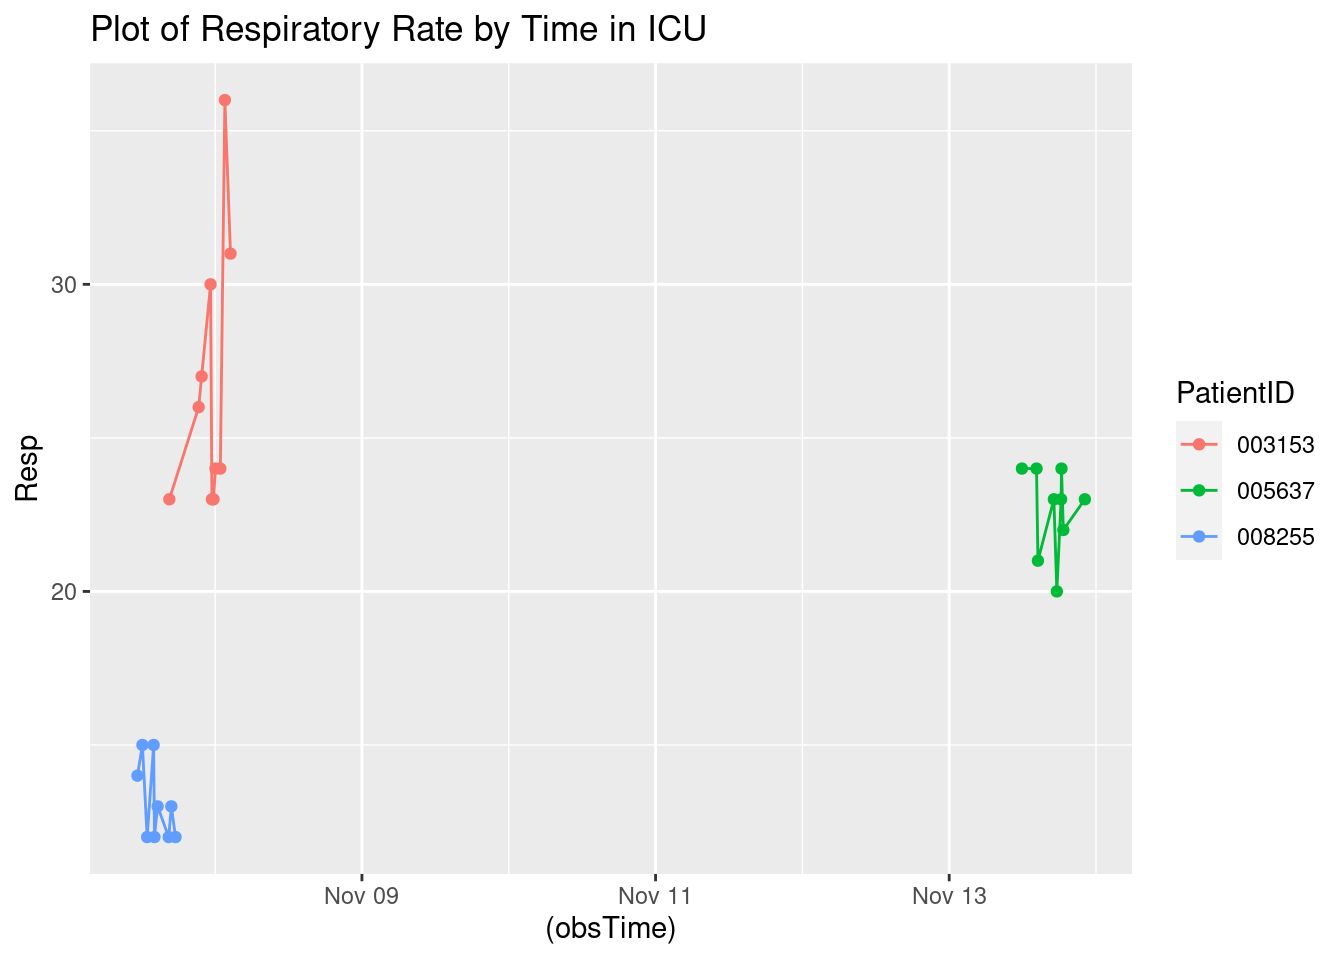 Plot of Respiratory Rate by Time in ICU
Resp
30
20
Nov 09
Nov 11
Nov 13
(obsTime)
PatientID
003153
005637
008255